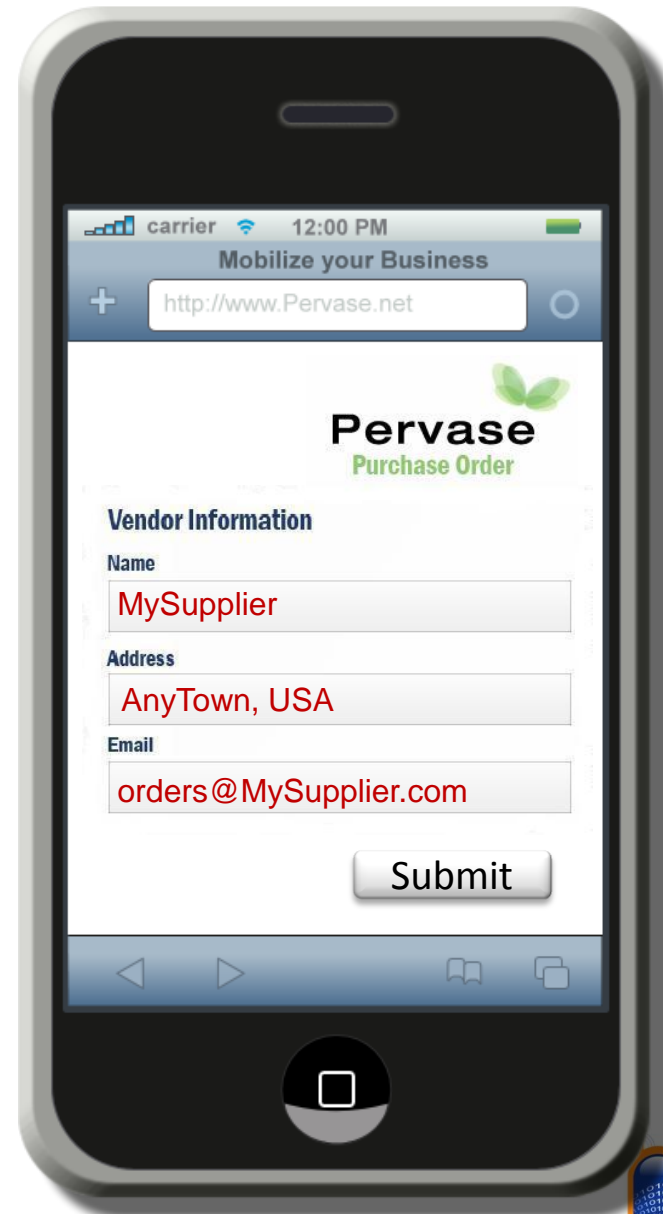 carrier 12:00 PM
Mobilize your Business
http://www.Pervase.net
Pervase
Purchase Order
Vendor Information
Name
MySupplier
Address
AnyTown, USA
Email
orders@MySupplier.com
Submit